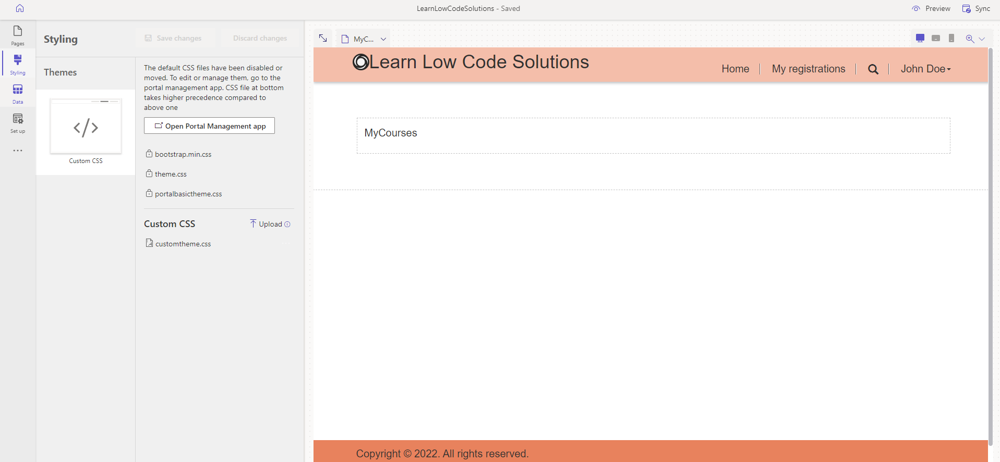 LearnLowCodeSolutions - Saved
Preview
Sync
Pages
Styling
Data
Set up
Styling
Save changes
Discard changes
Themes
Custom CSS
The default CSS files have been disabled or
moved. To edit or manage them, go to the
portal management app. CSS file at bottom
takes higher precedence compared to
above one
Open Portal Management app
bootstrap.min.css
theme.css
portalbasictheme.css
Custom CSS
Upload
customtheme.css
MyC...
Learn Low Code Solutions
Home
My registrations
John Doe
MyCourses
Copyright © 2022. All rights reserved.